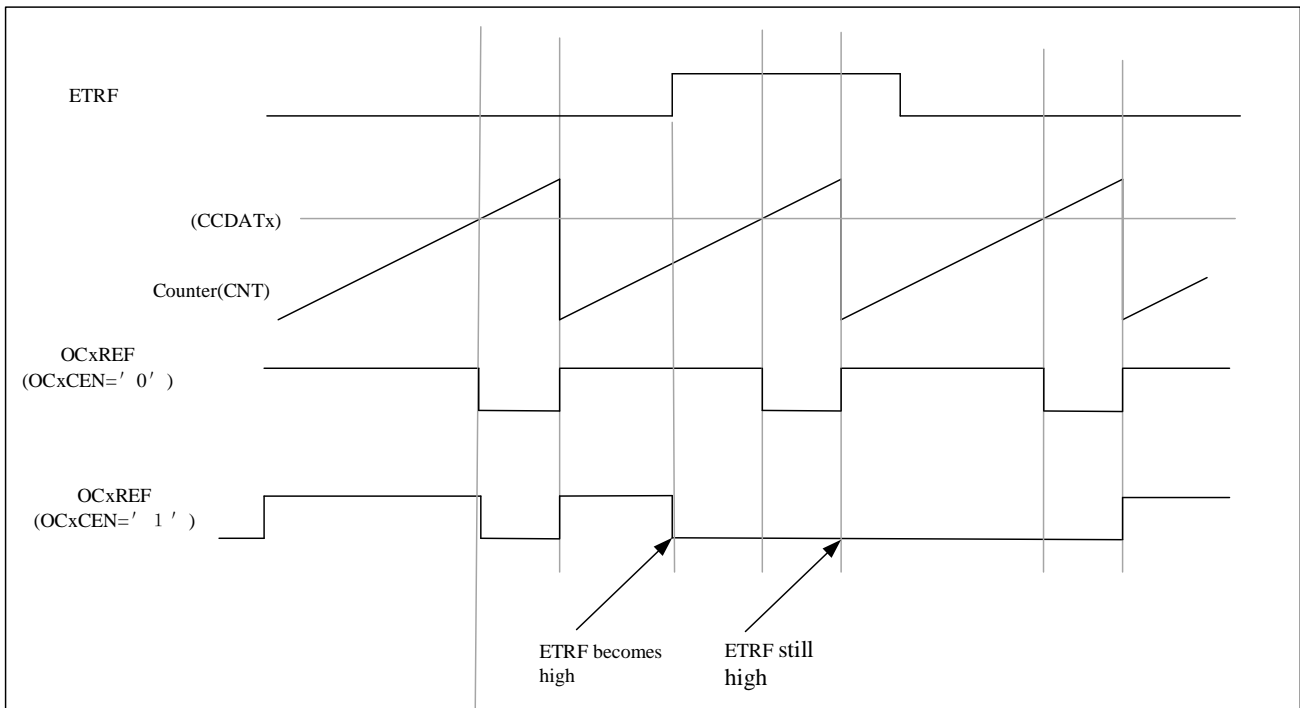 ETRF
(CCDATx)
Counter(CNT)
OCxREF
(OCxCEN=′ 0′ )
OCxREF
(OCxCEN=′ 1 ′ )
ETRF becomes
high
ETRF still
high